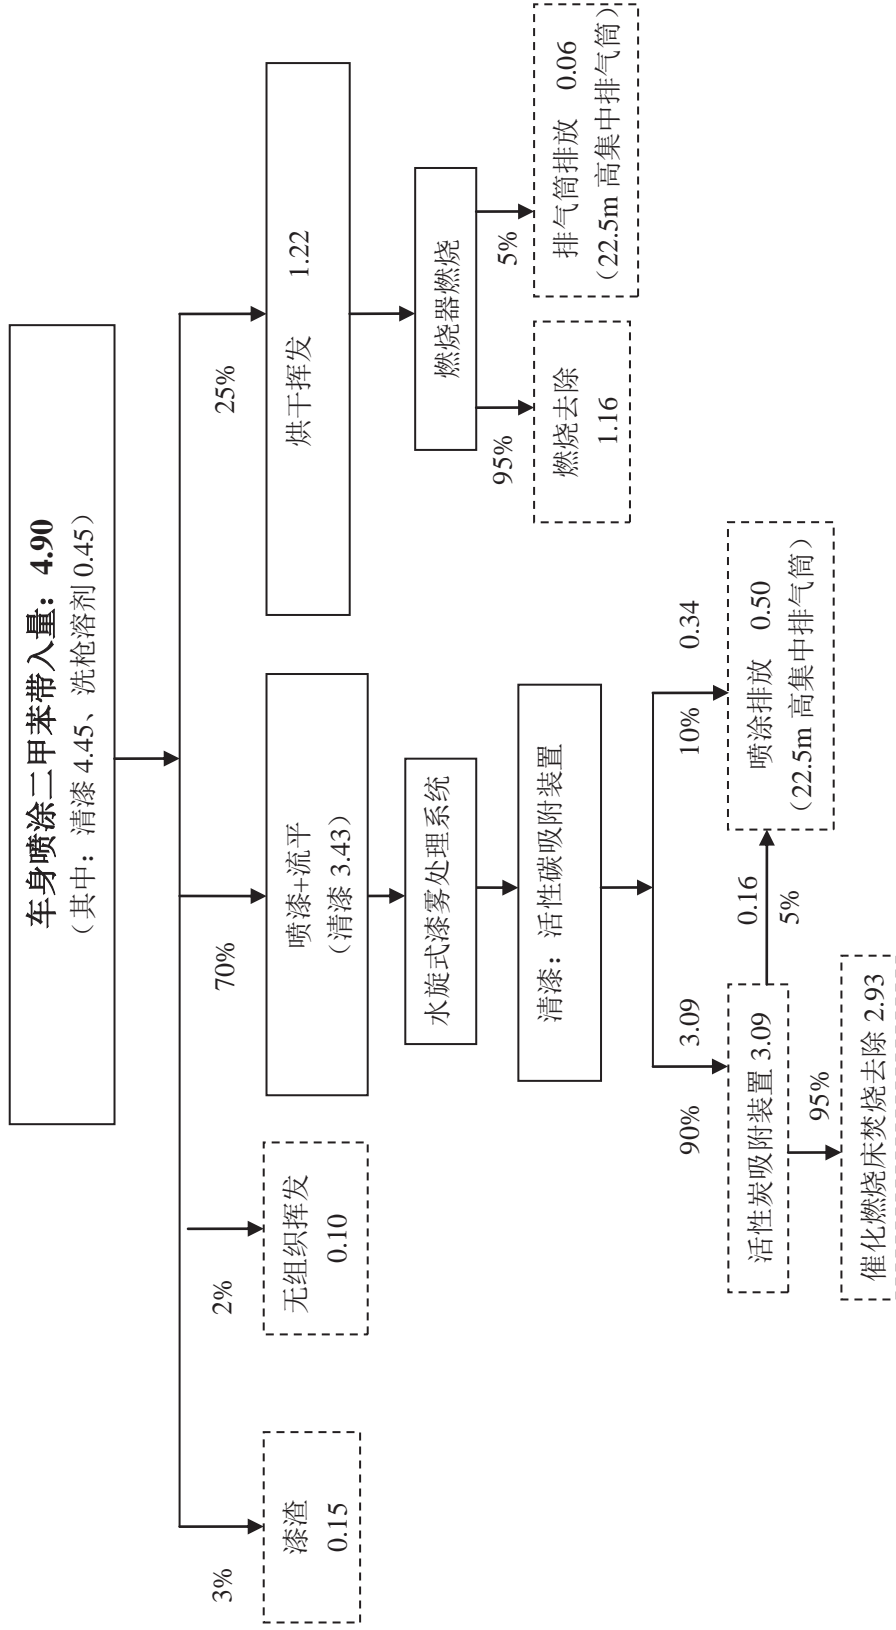 车身喷涂二甲苯带入量：4.90
（其中：清漆 4.45、洗枪溶剂 0.45）
3%
2%
70%
25%
漆渣
0.15
无组织挥发
0.10
喷漆+流平
（清漆 3.43）
烘干挥发 1.22
水旋式漆雾处理系统
燃烧器燃烧
清漆：活性碳吸附装置
95%
5%
燃烧去除
1.16
排气筒排放 0.06
（22.5m 高集中排气筒）
90%
3.09
10%
0.34
活性炭吸附装置 3.09
0.16
5%
喷涂排放 0.50
（22.5m 高集中排气筒）
95%
催化燃烧床焚烧去除 2.93